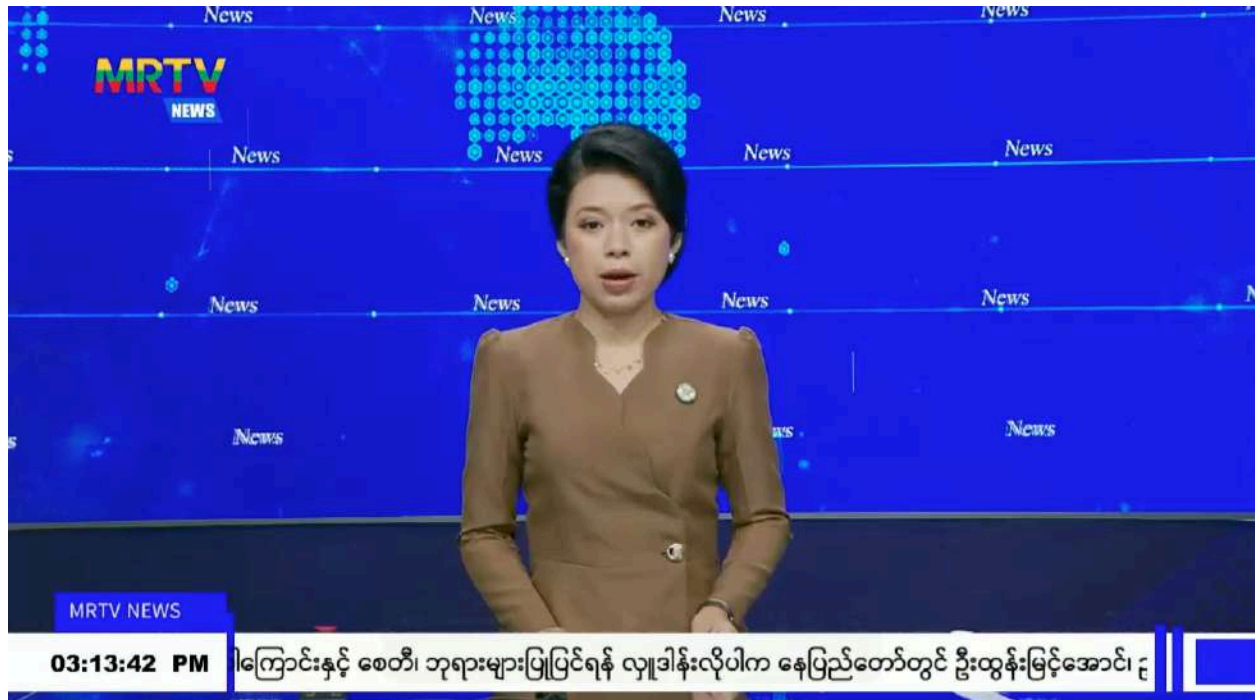 News News News News
MRTV
NEWS
News News News News
News News News News
News News
MRTV NEWS
03:13:42 PM ါကြောင်းနှင့် စေတီ၊ ဘုရားများပြုပြင်ရန် လှူဒါန်းလိုပါက နေပြည်တော်တွင် ဦးထွန်းမြင့်အောင်၊